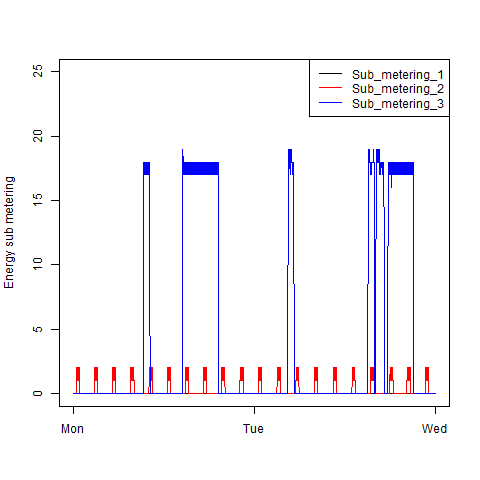 Sub_metering_1
Sub_metering_2
Sub_metering_3
Energy sub metering
25
20
15
10
5
0
Mon
Tue
Wed